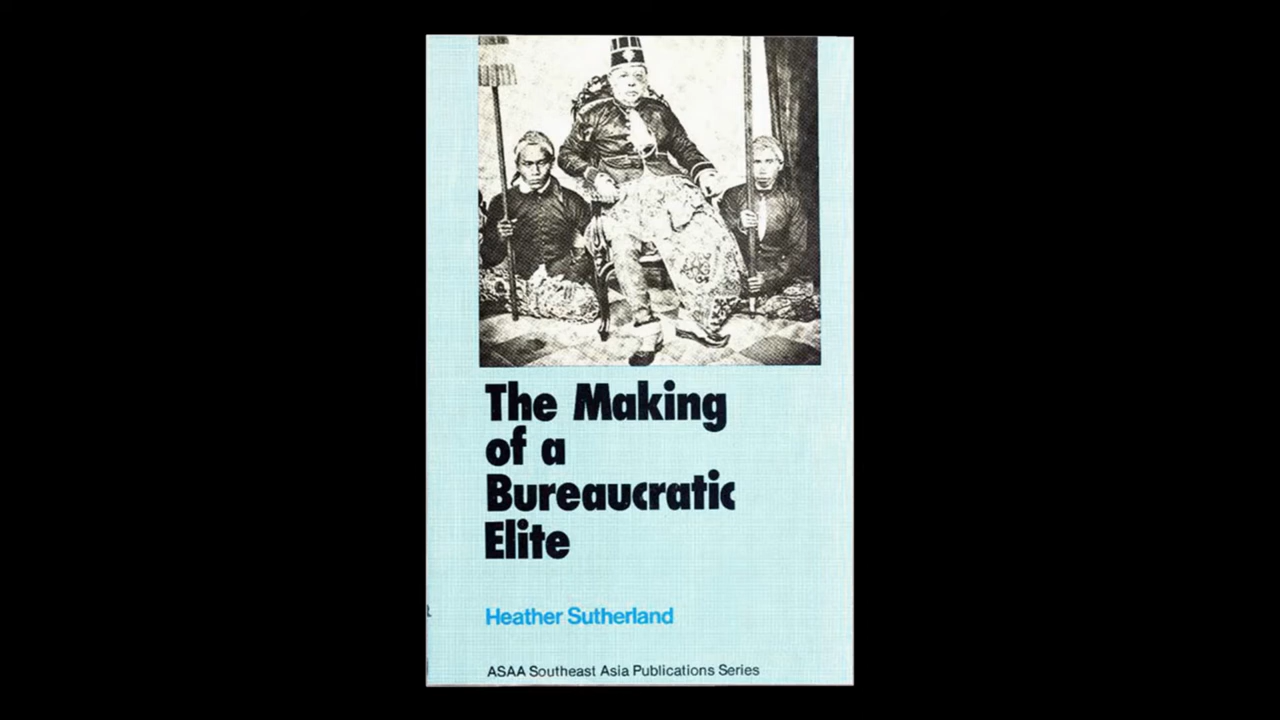 The Making
of a
Bureaucratic
Elite
Heather Sutherland
ASAA Southeast Asia Publications Series